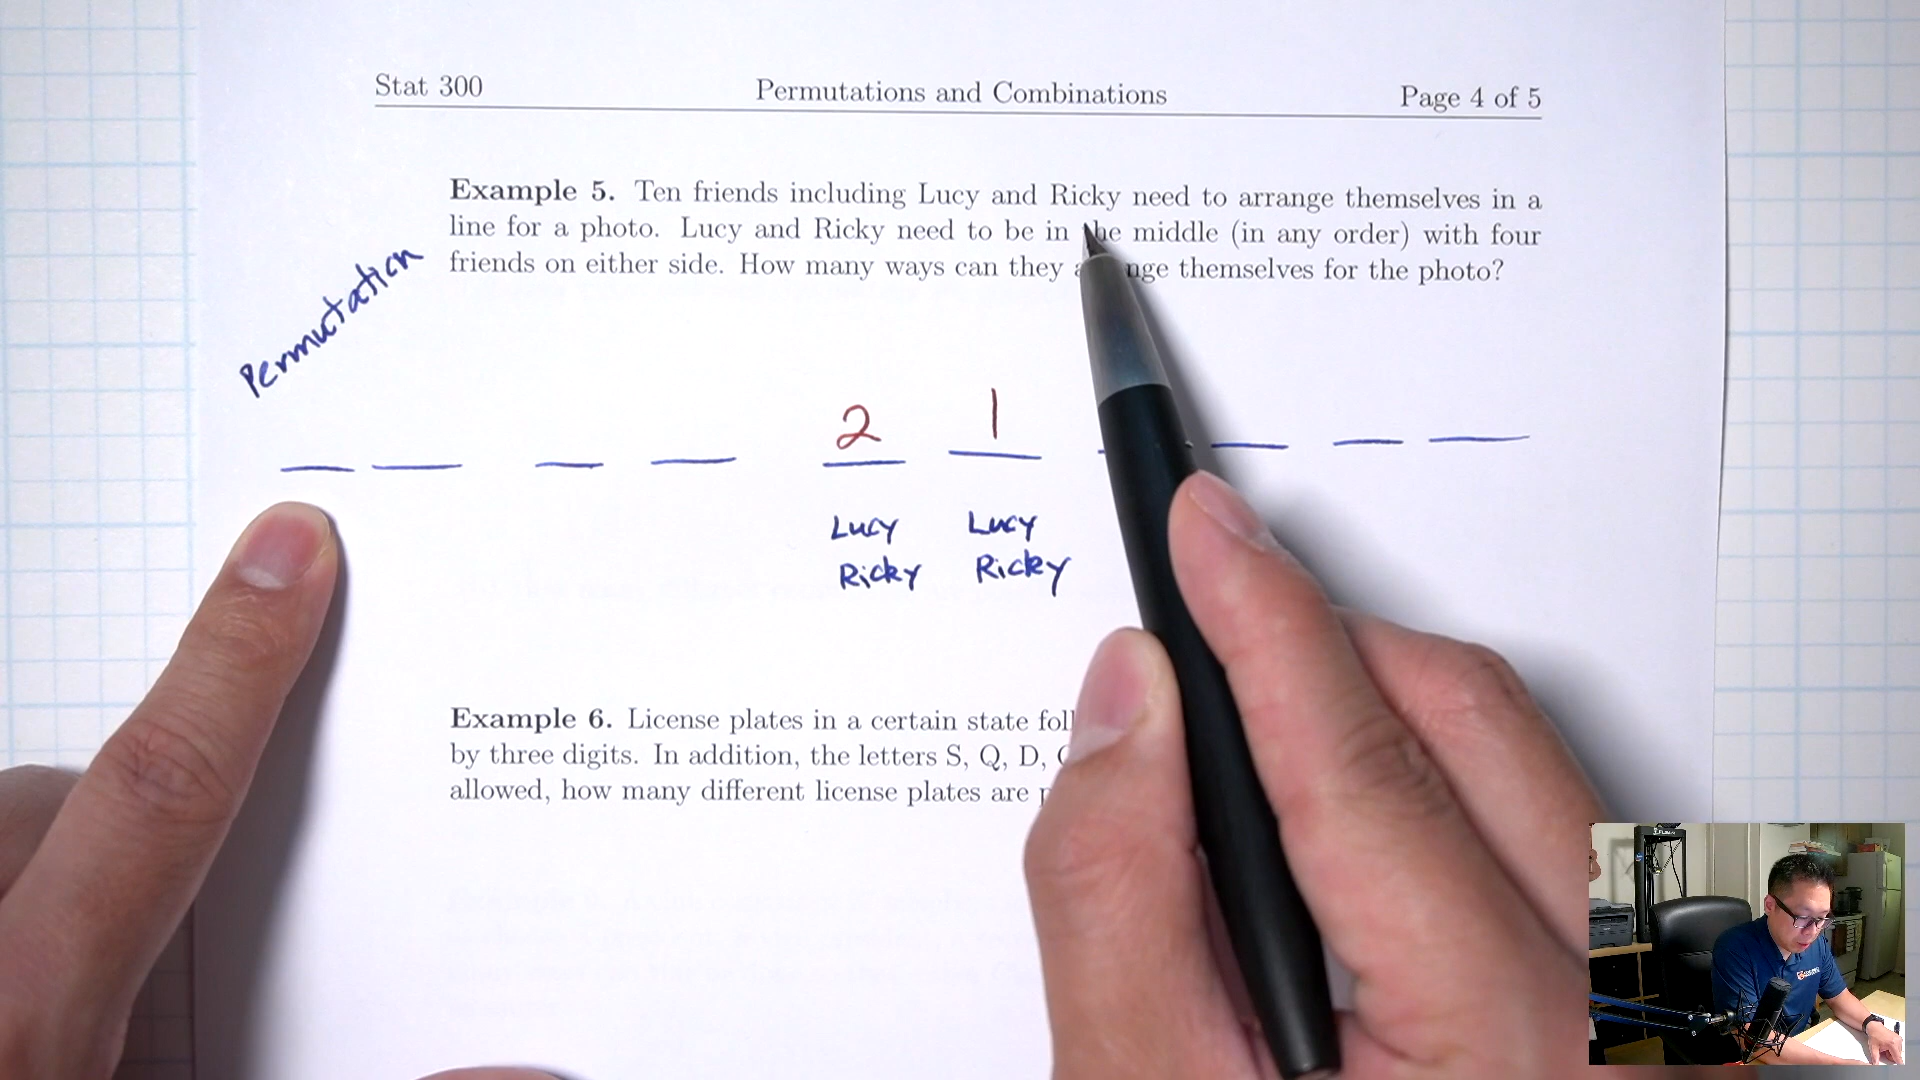 Stat 300 Permutations and Combinations Page 4 of 5
Example 5. Ten friends including Lucy and Ricky need to arrange themselves in a
line for a photo. Lucy and Ricky need to be in the middle (in any order) with four
friends on either side. How many ways can they arrange themselves for the photo?
Permutation
2 1
Lucy Lucy
Ricky Ricky
Example 6. License plates in a certain state
by three digits. In addition, the letters S, Q, D,
allowed, how many different license plates are